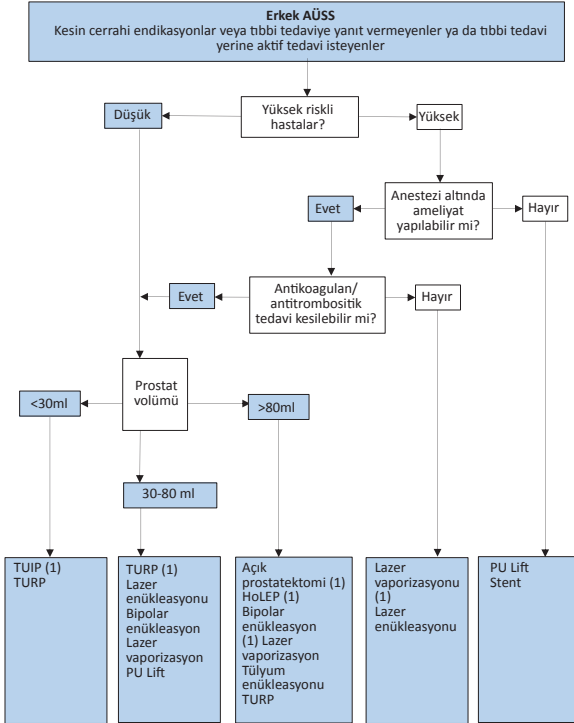 Erkek AÜSS
Kesin cerrahi endikasyonlar veya tıbbi tedaviye yanıt vermeyenler ya da tıbbi tedavi
yerine aktif tedavi isteyenler
Düşük
Yüksek riskli
hastalar?
Yüksek
Evet
Anestezi altında
ameliyat
yapılabilir mi?
Hayır
Evet
Antikoagulan/
antitrombositik
tedavi kesilebilir mi?
Hayır
<30ml
Prostat
volümü
>80ml
30-80 ml
TUIP (1)
TURP
TURP (1)
Lazer
enükleasyonu
Bipolar
enükleasyon
Lazer
vaporizasyon
PU Lift
Açık
prostatektomi (1)
HoLEP (1)
Bipolar
enükleasyon
(1) Lazer
vaporizasyon
Tülyum
enükleasyonu
TURP
Lazer
vaporizasyonu
(1)
Lazer
enükleasyonu
PU Lift
Stent